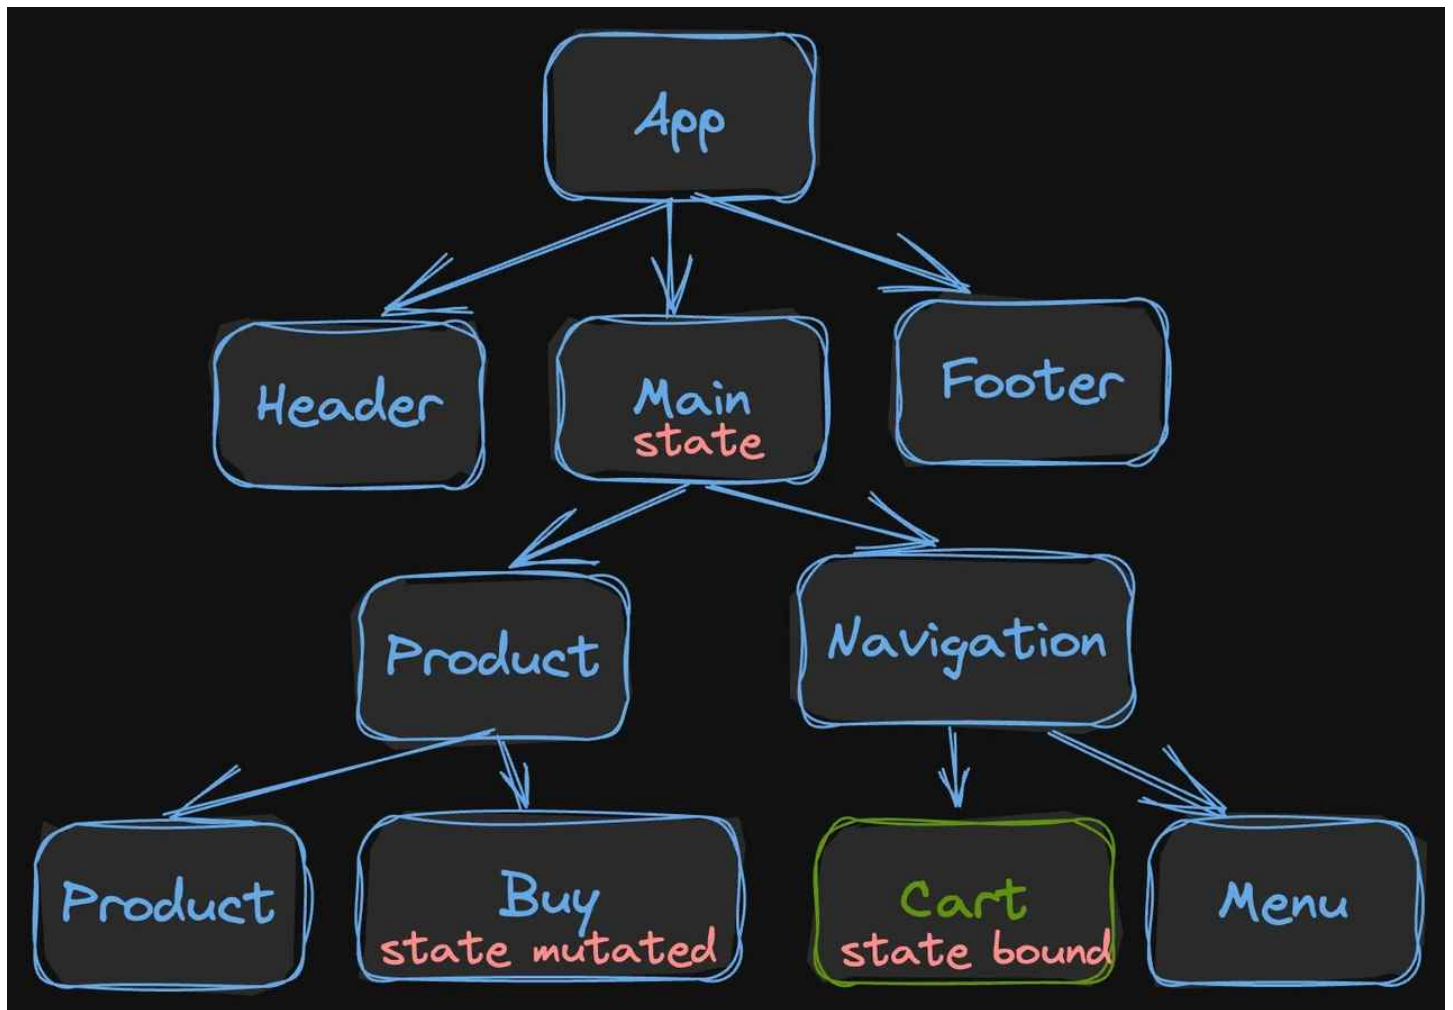 App
Header
Main
state
Footer
Product
Navigation
Product
Buy
state mutated
Cart
state bound
Menu